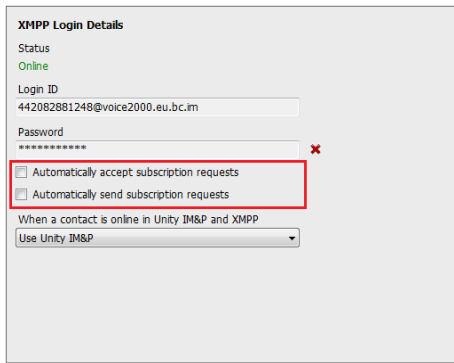 XMPP Login Details
Status
Online
Login ID
442082881248@voice2000.eu.bc.im
Password
***********
Automatically accept subscription requests
Automatically send subscription requests
When a contact is online in Unity IM&P and XMPP
Use Unity IM&P